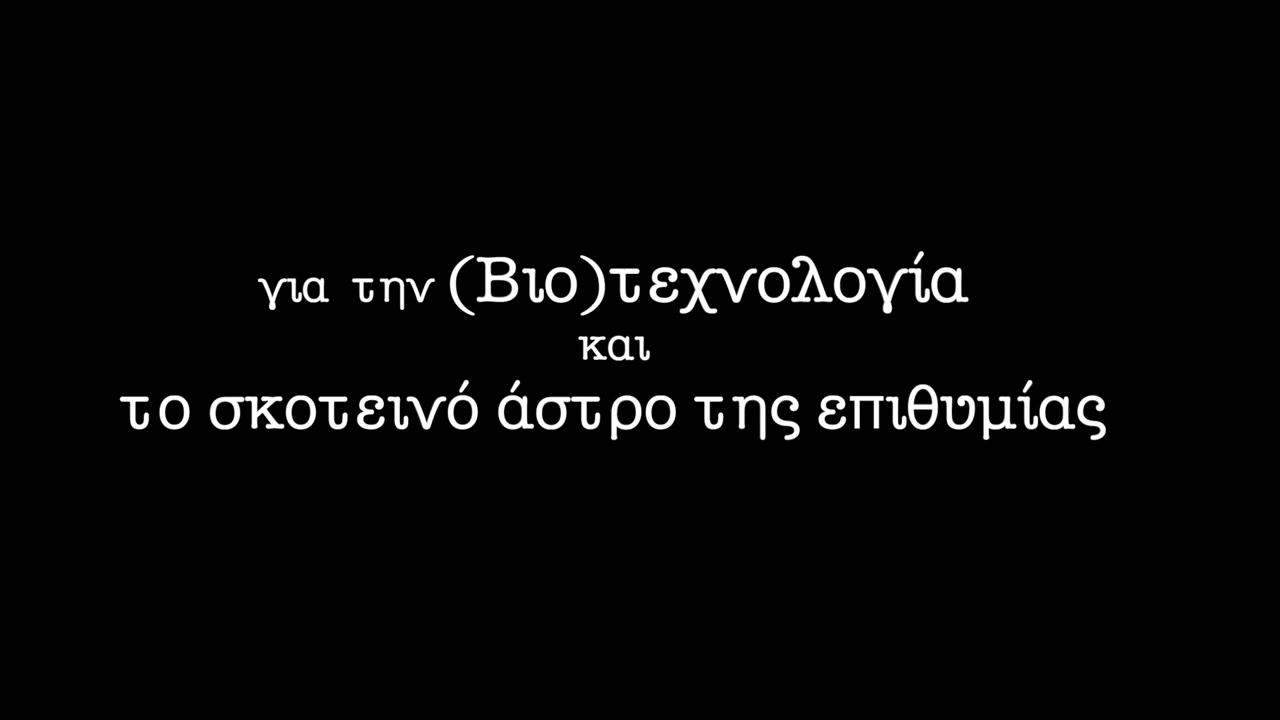 για την (Βιο)τεχνολογία
και
το σκοτεινό άστρο της επιθυμίας